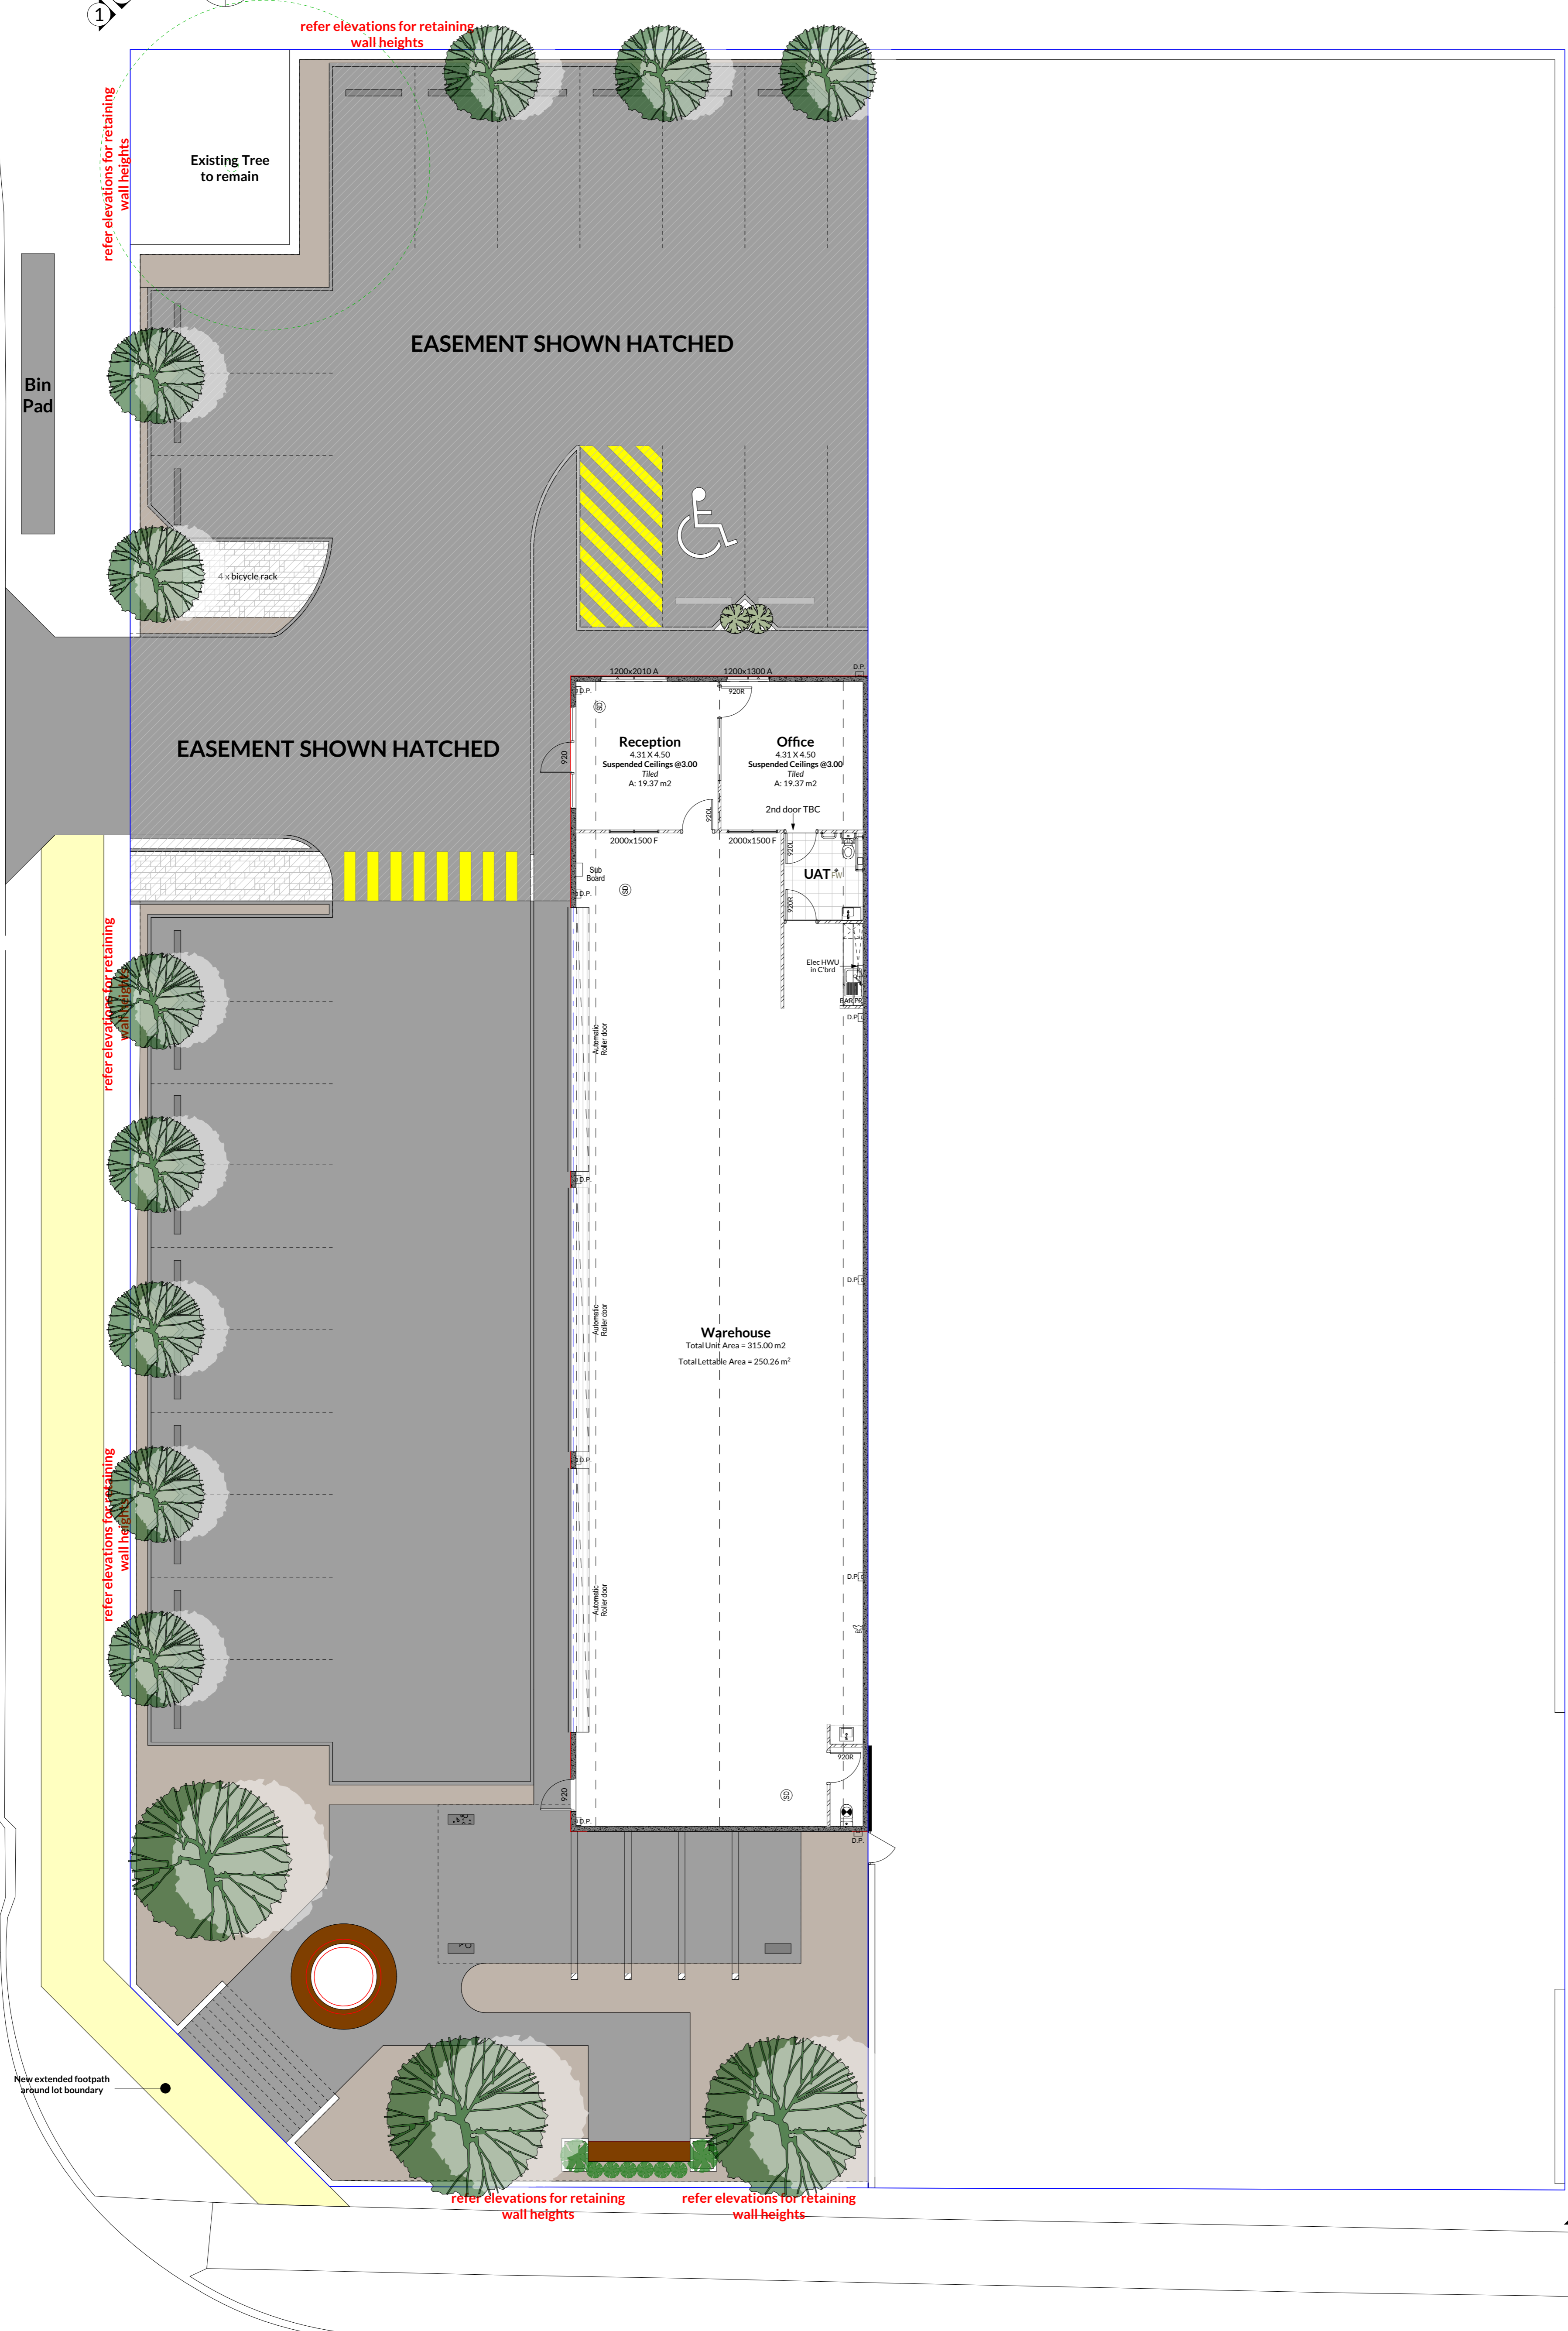 1
refer elevations for retaining
wall heights
refer elevations for retaining
wall heights
Existing Tree
to remain
Bin
Pad
EASEMENT SHOWN HATCHED
4 x bicycle rack
1200x2010 A
1200x1300 A
D.P.
D.P.
920R
SD
EASEMENT SHOWN HATCHED
920
Reception
4.31 X 4.50
Suspended Ceilings @3.00
Tiled
A: 19.37 m2
Office
4.31 X 4.50
Suspended Ceilings @3.00
Tiled
A: 19.37 m2
920L
2nd door TBC
2000x1500 F
2000x1500 F
920L
Sub
Board
UAT
FW
SD
D.P.
920R
Elec HWU
in C'brd
D.P.
refer elevations for retaining
wall heights
Automatic
Roller door
D.P.
D.P.
Automatic
Roller door
Warehouse
Total Unit Area = 315.00 m2
Total Lettable Area = 250.26 m²
D.P.
refer elevations for retaining
wall heights
D.P.
Automatic
Roller door
920R
920
SD
D.P.
D.P.
New extended footpath
around lot boundary
refer elevations for retaining
wall heights
refer elevations for retaining
wall heights